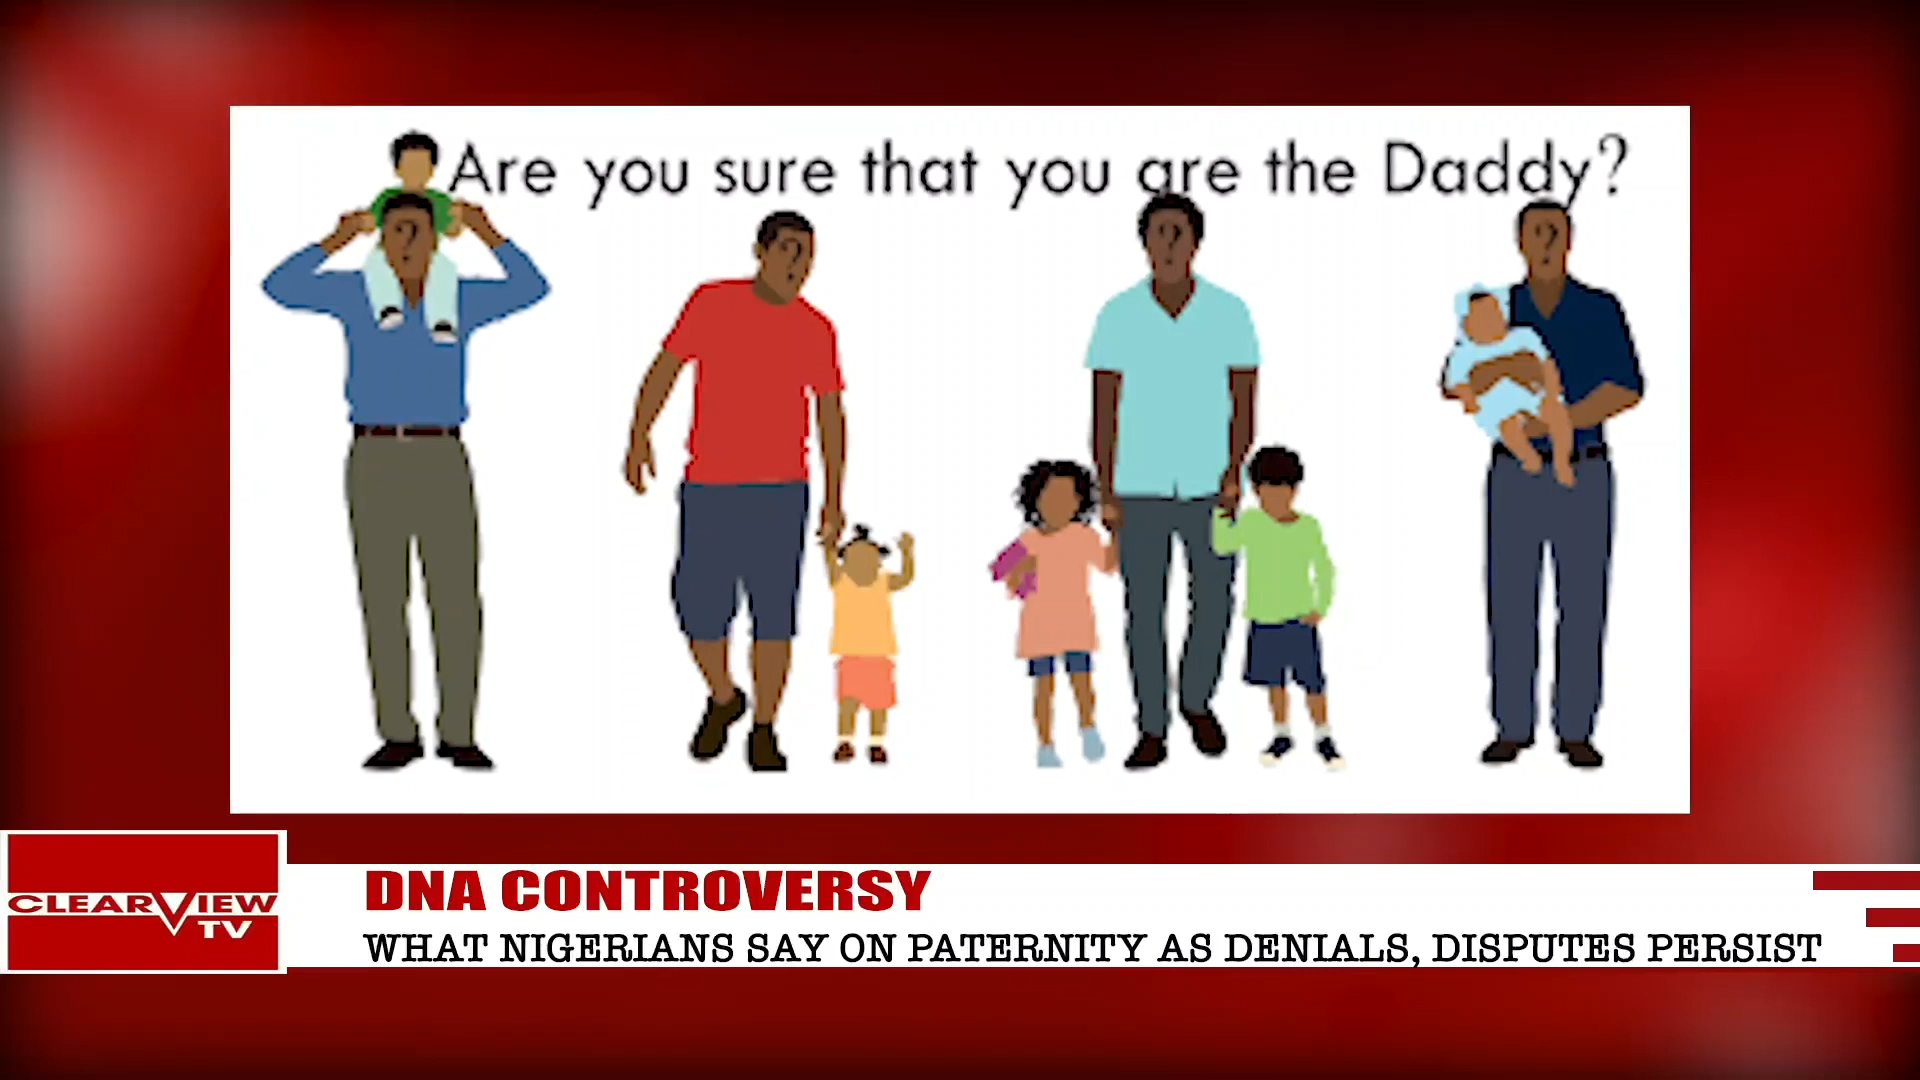 Are you sure that you are the Daddy?
?
?
?
?
CLEARVIEW
TV
DNA CONTROVERSY
WHAT NIGERIANS SAY ON PATERNITY AS DENIALS, DISPUTES PERSIST